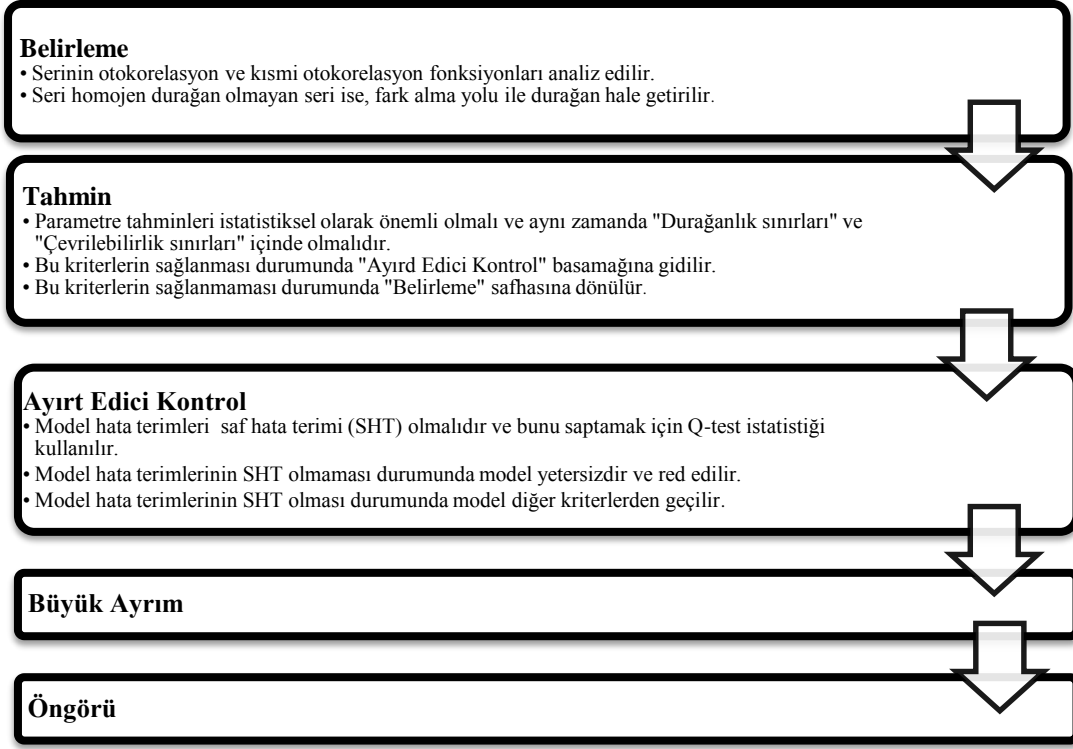 Belirleme
• Serinin otokorelasyon ve kısmi otokorelasyon fonksiyonları analiz edilir.
• Seri homojen durağan olmayan seri ise, fark alma yolu ile durağan hale getirilir.
Tahmin
• Parametre tahminleri istatistiksel olarak önemli olmalı ve aynı zamanda "Durağanlık sınırları" ve
"Çevrilebilirlik sınırları" içinde olmalıdır.
• Bu kriterlerin sağlanması durumunda "Ayırd Edici Kontrol" basamağına gidilir.
• Bu kriterlerin sağlanmaması durumunda "Belirleme" safhasına dönülür.
Ayırt Edici Kontrol
• Model hata terimleri saf hata terimi (SHT) olmalıdır ve bunu saptamak için Q-test istatistiği
kullanılır.
• Model hata terimlerinin SHT olmaması durumunda model yetersizdir ve red edilir.
• Model hata terimlerinin SHT olması durumunda model diğer kriterlerden geçilir.
Büyük Ayrım
Öngörü